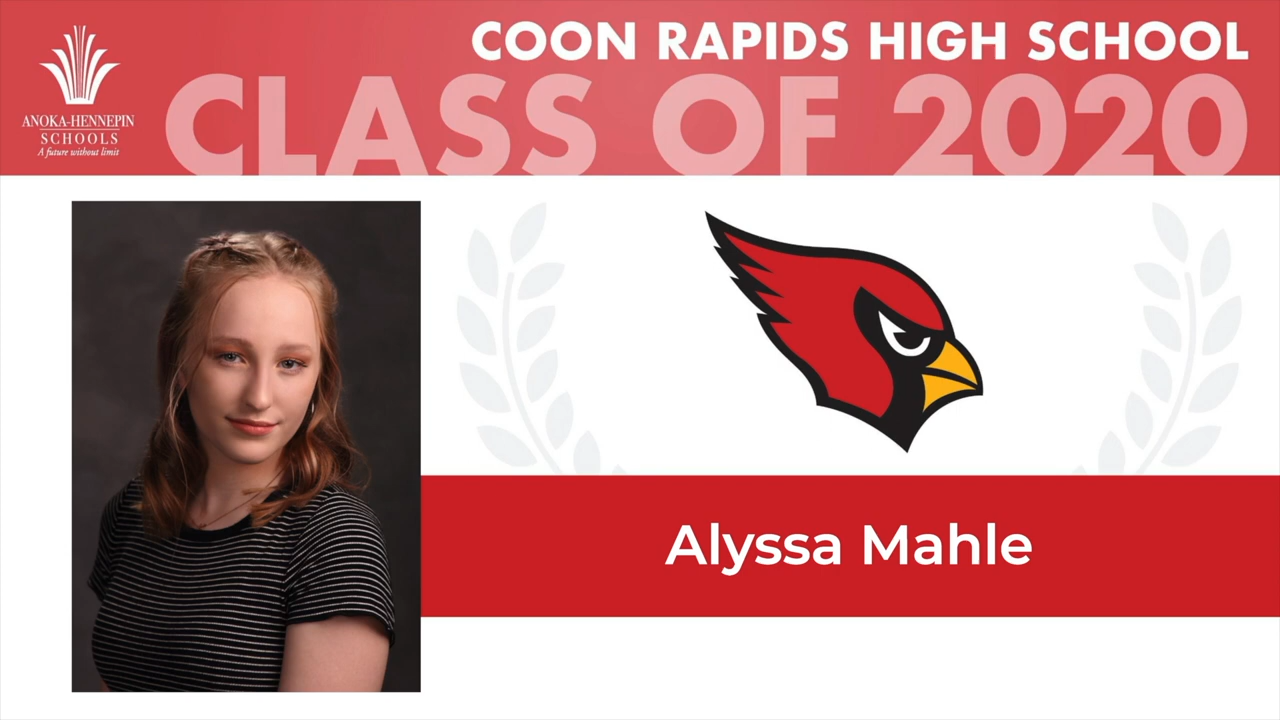 COON RAPIDS HIGH SCHOOL
CLASS OF 2020
ANOKA-HENNEPIN
SCHOOLS
A future without limit
Alyssa Mahle